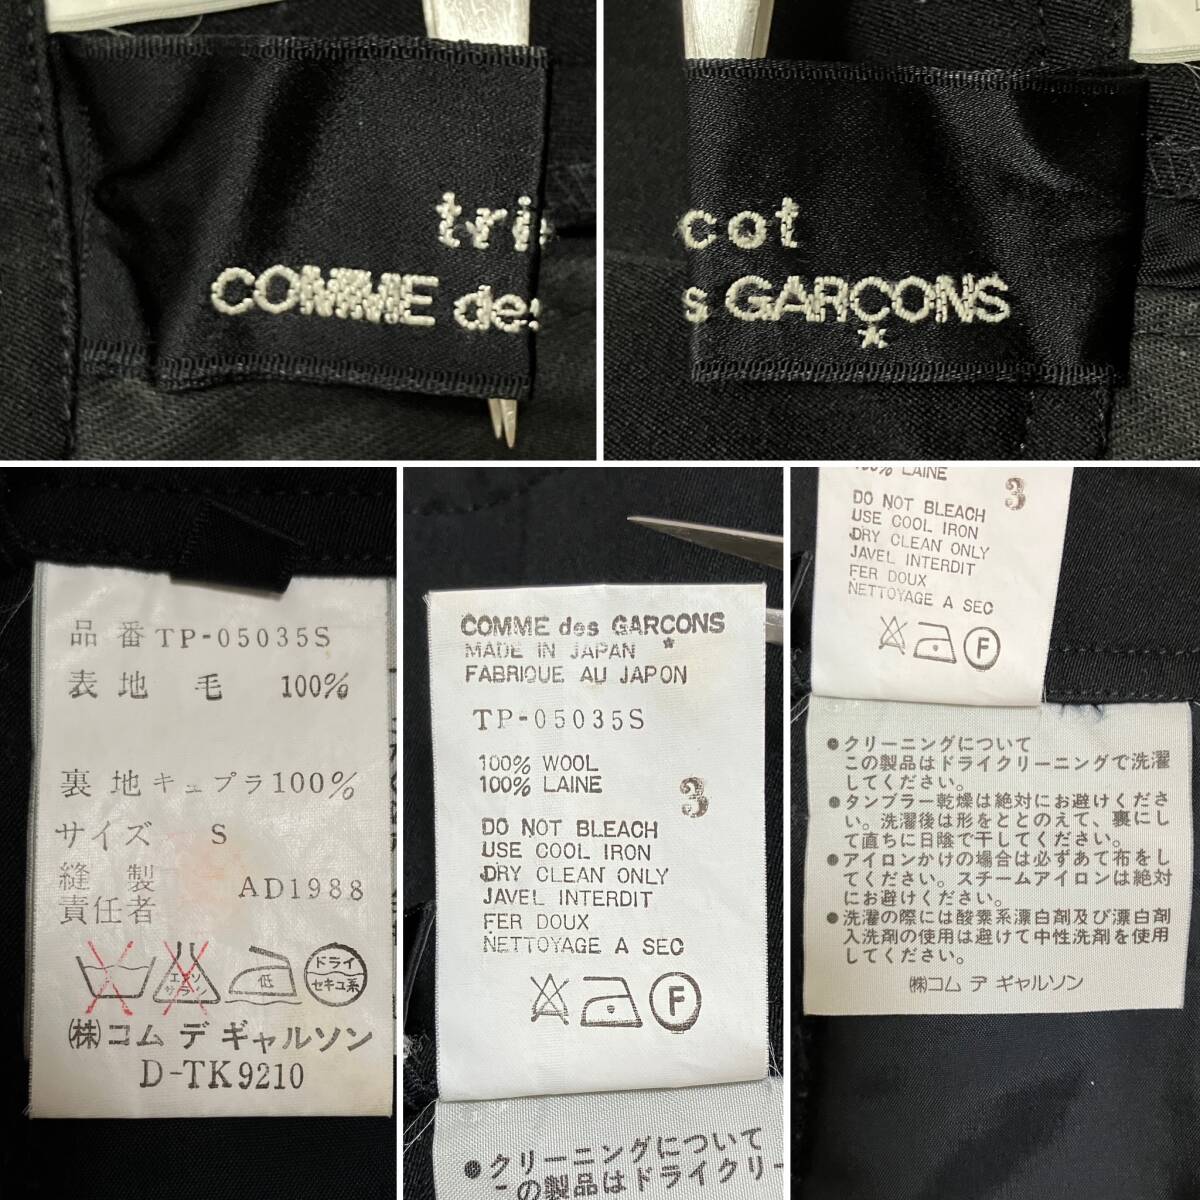 tri
COMME des
cot
s GARÇONS
*
品番 TP-05035S
表地 毛 100%
裏地 キュプラ100%
サイズ S
縫製
責任者 AD1988
低
ドライ
セキユ系
㈱コム デ ギャルソン
D-TK9210
COMME des GARÇONS
*
MADE IN JAPAN
FABRIQUE AU JAPON
TP-05035S
100% WOOL
100% LAINE
3
DO NOT BLEACH
USE COOL IRON
DRY CLEAN ONLY
JAVEL INTERDIT
FER DOUX
NETTOYAGE A SEC
F
●クリーニングについて
この製品はドライクリー
100% LAINE
3
DO NOT BLEACH
USE COOL IRON
DRY CLEAN ONLY
JAVEL INTERDIT
FER DOUX
NETTOYAGE A SEC
F
●クリーニングについて
この製品はドライクリーニングで洗濯
してください。
●タンブラー乾燥は絶対にお避けくださ
い。洗濯後は形をととのえて、裏にし
て直ちに日陰で干してください。
●アイロンかけの場合は必ずあて布をし
てください。スチームアイロンは絶対
にお避けください。
●洗濯の際には酸素系漂白剤及び漂白剤
入洗剤の使用は避けて中性洗剤を使用
してください。
㈱コム デ ギャルソン